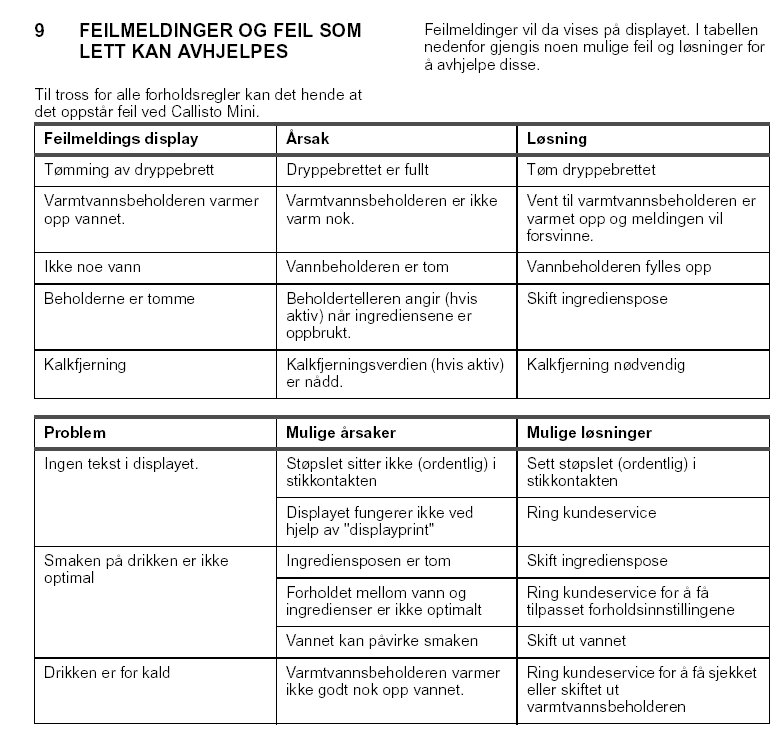 9 FEILMELDINGER OG FEIL SOM
LETT KAN AVHJELPES
Til tross for alle forholdsregler kan det hende at
det oppstår feil ved Callisto Mini.
Feilmeldinger vil da vises på displayet. I tabellen
nedenfor gjengis noen mulige feil og løsninger for
å avhjelpe disse.
Feilmeldings display
Årsak
Løsning
Tømming av dryppebrett
Dryppebrettet er fullt
Tøm dryppebrettet
Varmtvannsbeholderen varmer
opp vannet.
Varmtvannsbeholderen er ikke
varm nok.
Vent til varmtvannsbeholderen er
varmet opp og meldingen vil
forsvinne.
Ikke noe vann
Vannbeholderen er tom
Vannbeholderen fylles opp
Beholderne er tomme
Beholdertelleren angir (hvis
aktiv) når ingrediensene er
oppbrukt.
Skift ingredienspose
Kalkfjerning
Kalkfjerningsverdien (hvis aktiv)
er nådd.
Kalkfjerning nødvendig
Problem
Mulige årsaker
Mulige løsninger
Ingen tekst i displayet.
Støpslet sitter ikke (ordentlig) i
stikkontakten
Sett støpslet (ordentlig) i
stikkontakten
Displayet fungerer ikke ved
hjelp av "displayprint"
Ring kundeservice
Smaken på drikken er ikke
optimal
Ingrediensposen er tom
Skift ingredienspose
Forholdet mellom vann og
ingredienser er ikke optimalt
Ring kundeservice for å få
tilpasset forholdsinnstillingene
Vannet kan påvirke smaken
Skift ut vannet
Drikken er for kald
Varmtvannsbeholderen varmer
ikke godt nok opp vannet.
Ring kundeservice for å få sjekket
eller skiftet ut
varmtvannsbeholderen